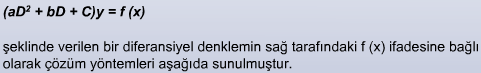 (aD² + bD + C)y = f (x)
şeklinde verilen bir diferansiyel denklemin sağ tarafındaki f (x) ifadesine bağlı
olarak çözüm yöntemleri aşağıda sunulmuştur.